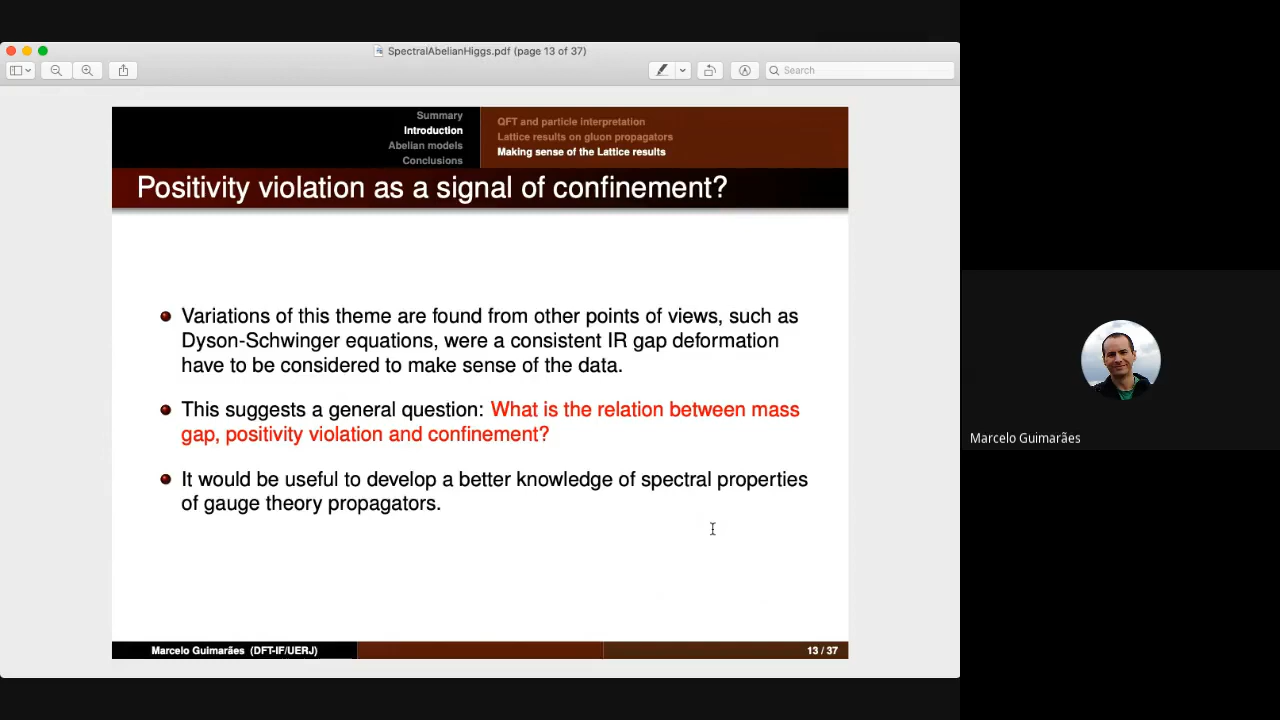 SpectralAbelianHiggs.pdf (page 13 of 37)
Search
Summary
Introduction
Abelian models
Conclusions
QFT and particle interpretation
Lattice results on gluon propagators
Making sense of the Lattice results
Positivity violation as a signal of confinement?
Variations of this theme are found from other points of views, such as
Dyson-Schwinger equations, were a consistent IR gap deformation
have to be considered to make sense of the data.
This suggests a general question: What is the relation between mass
gap, positivity violation and confinement?
It would be useful to develop a better knowledge of spectral properties
of gauge theory propagators.
Marcelo Guimarães (DFT-IF/UERJ)
13 / 37
Marcelo Guimarães